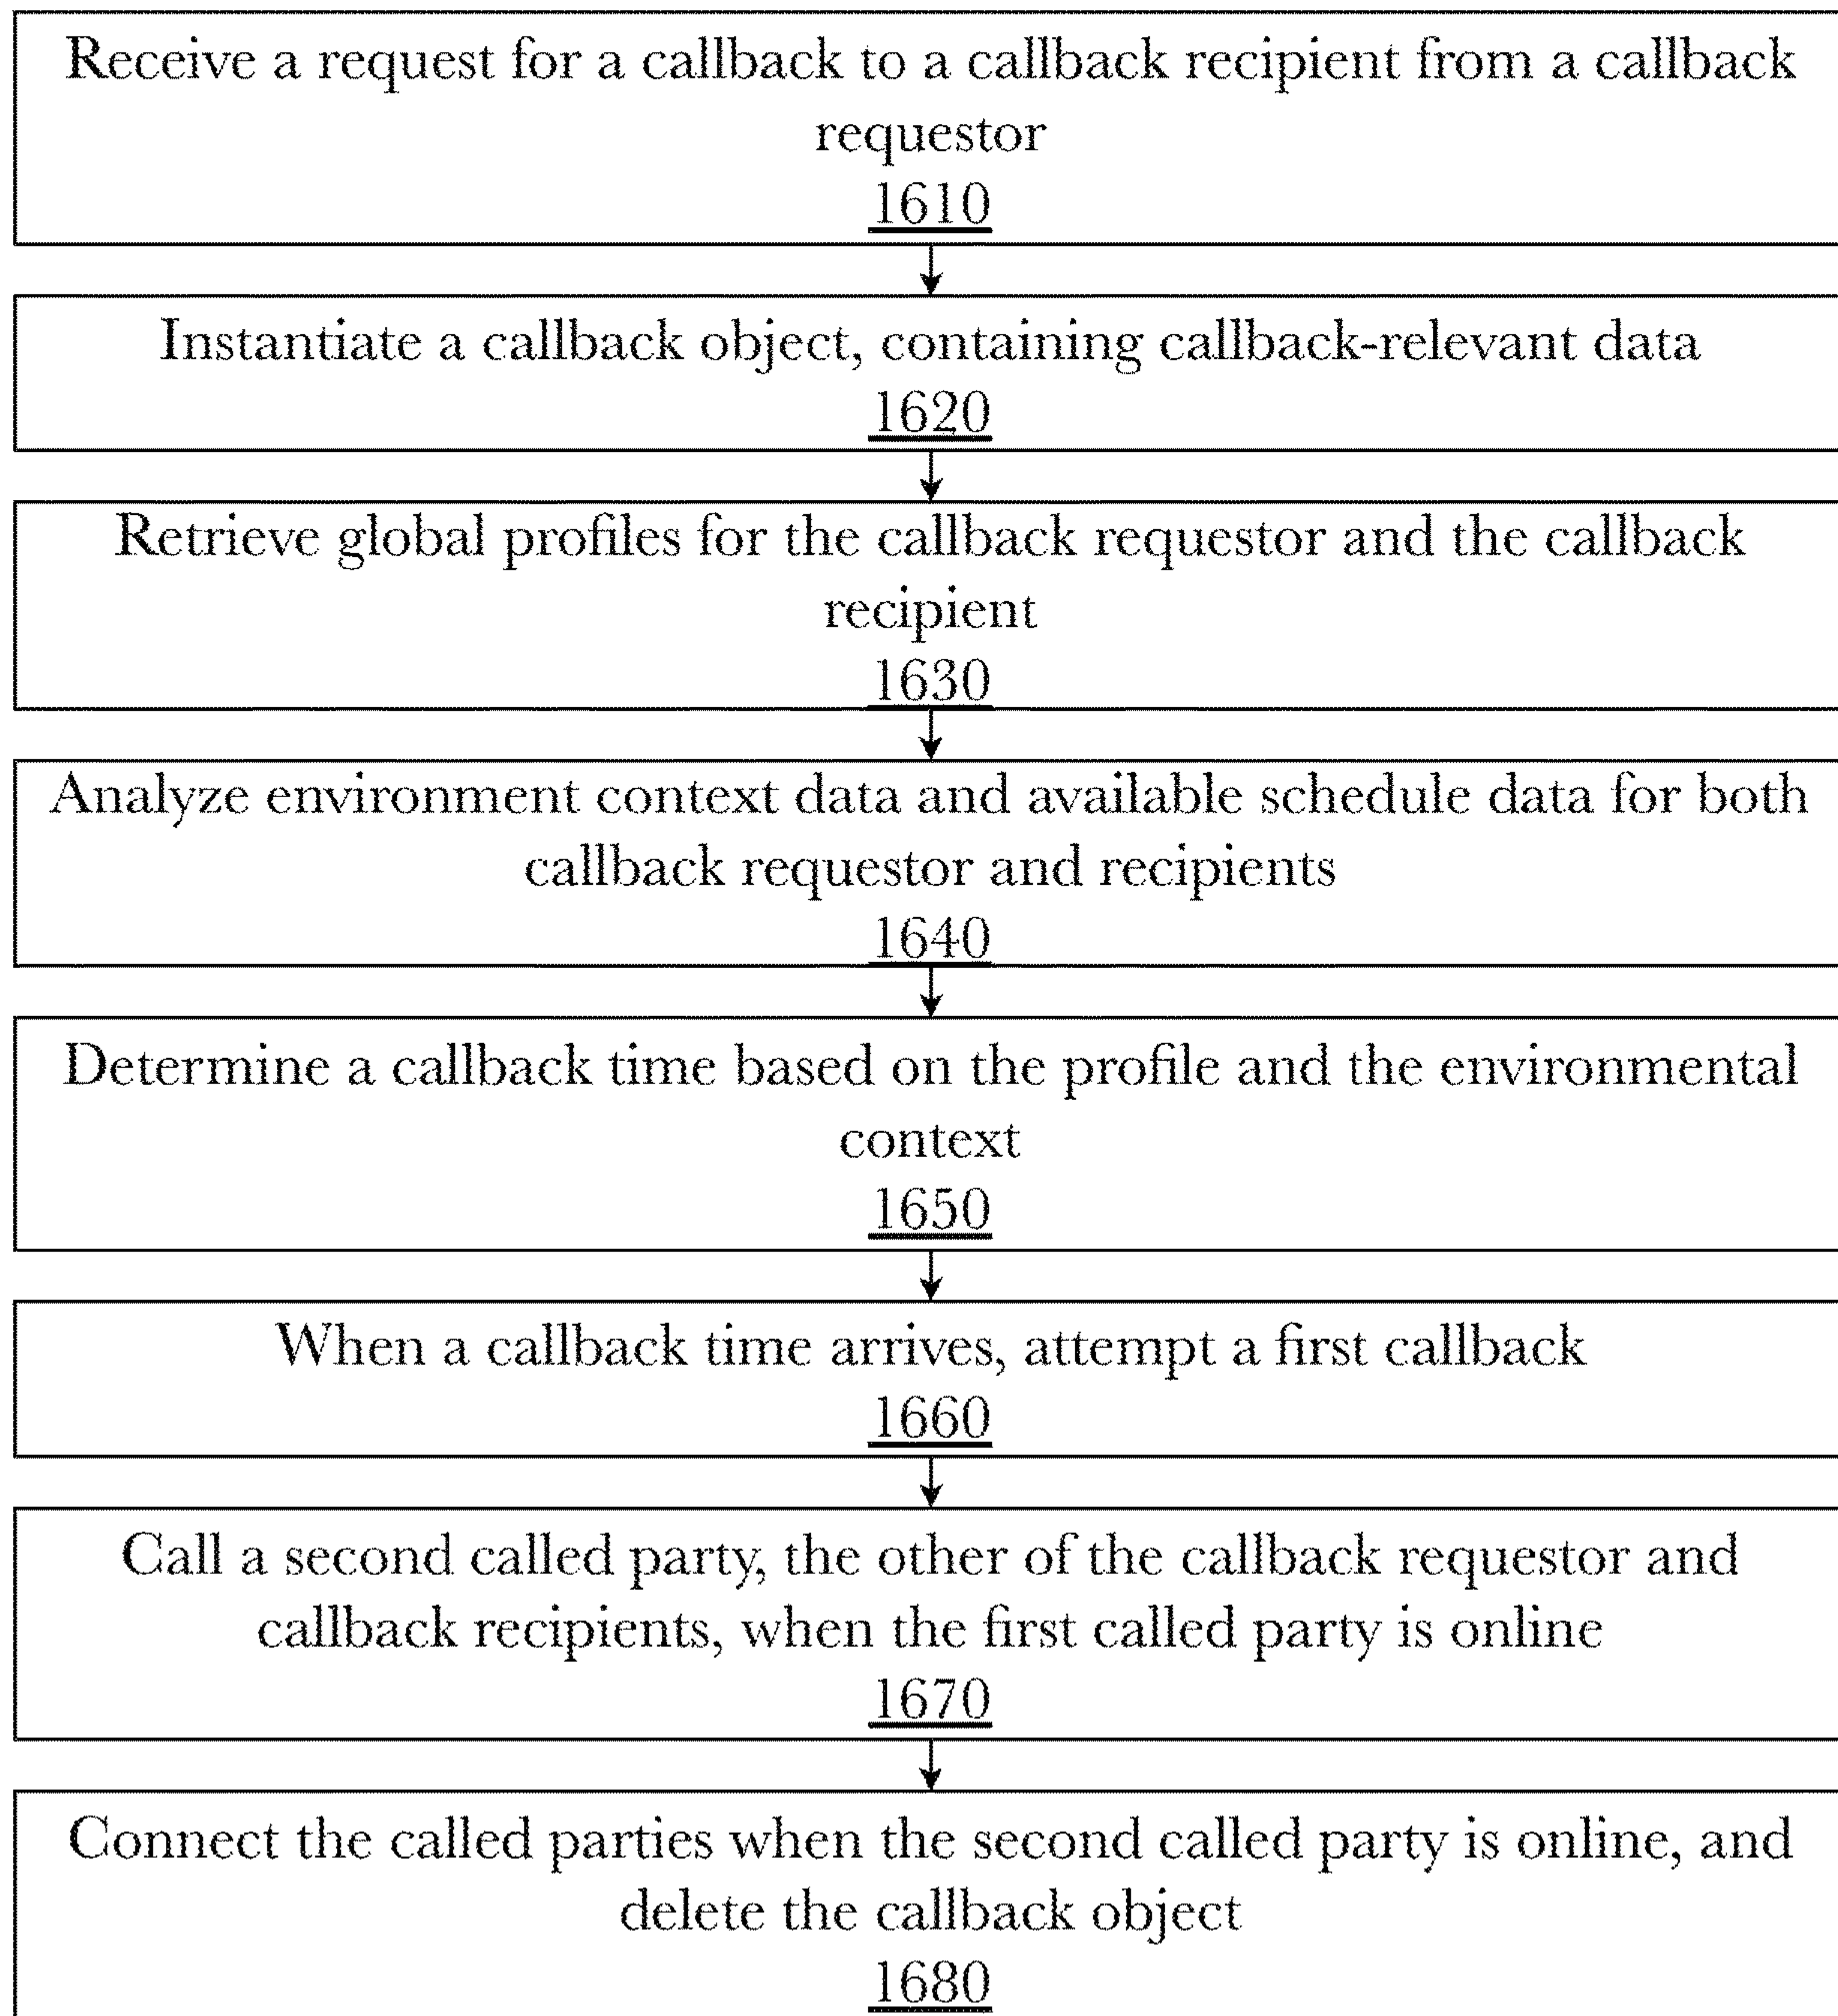 Receive a request for a callback to a callback recipient from a callback
requestor
1610
Instantiate a callback object, containing callback-relevant data
1620
Retrieve global profiles for the callback requestor and the callback
recipient
1630
Analyze environment context data and available schedule data for both
callback requestor and recipients
1640
Determine a callback time based on the profile and the environmental
context
1650
When a callback time arrives, attempt a first callback
1660
Call a second called party, the other of the callback requestor and
callback recipients, when the first called party is online
1670
Connect the called parties when the second called party is online, and
delete the callback object
1680